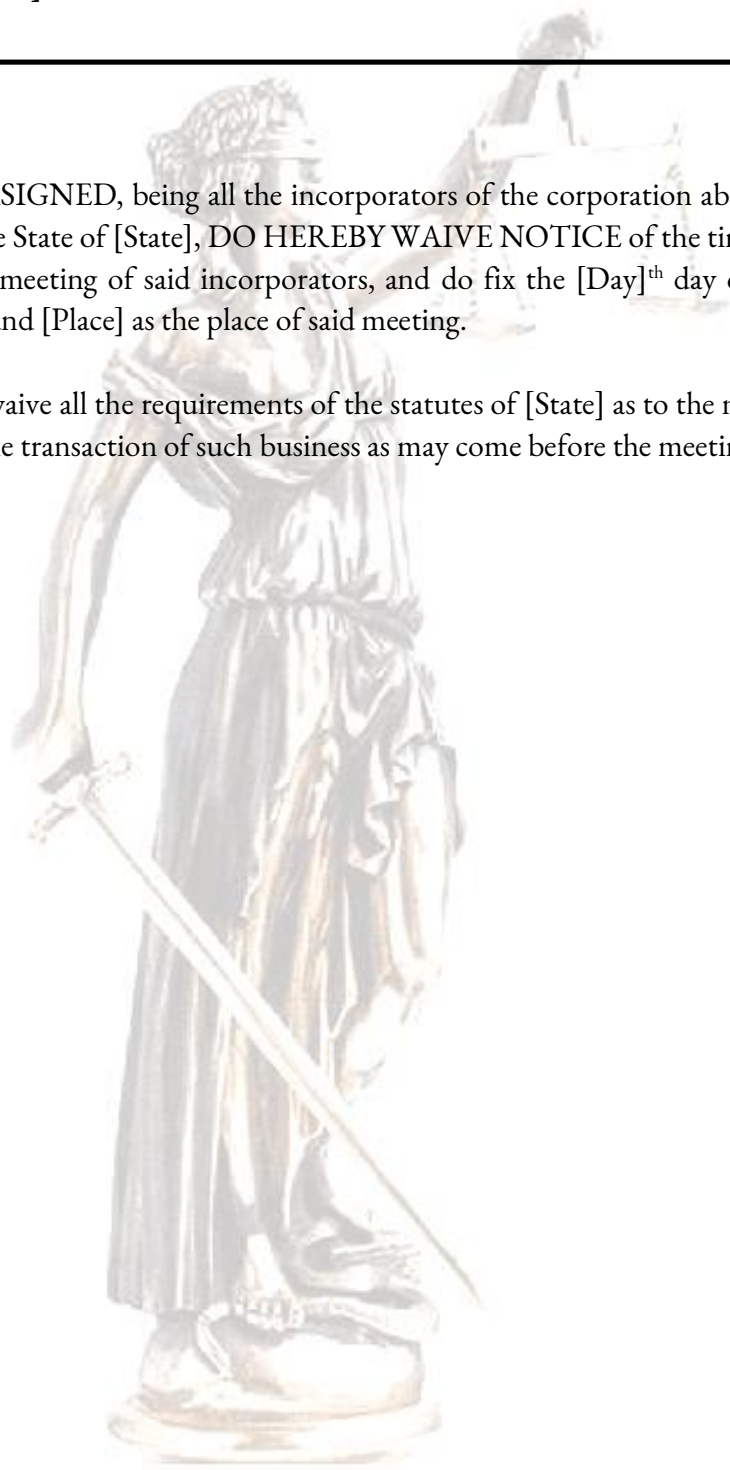 SIGNED, being all the incorporators of the corporation ab
e State of [State], DO HEREBY WAIVE NOTICE of the tin
meeting of said incorporators, and do fix the [Day]th day
nd [Place] as the place of said meeting.
vaive all the requirements of the statutes of [State] as to the
e transaction of such business as may come before the meetin